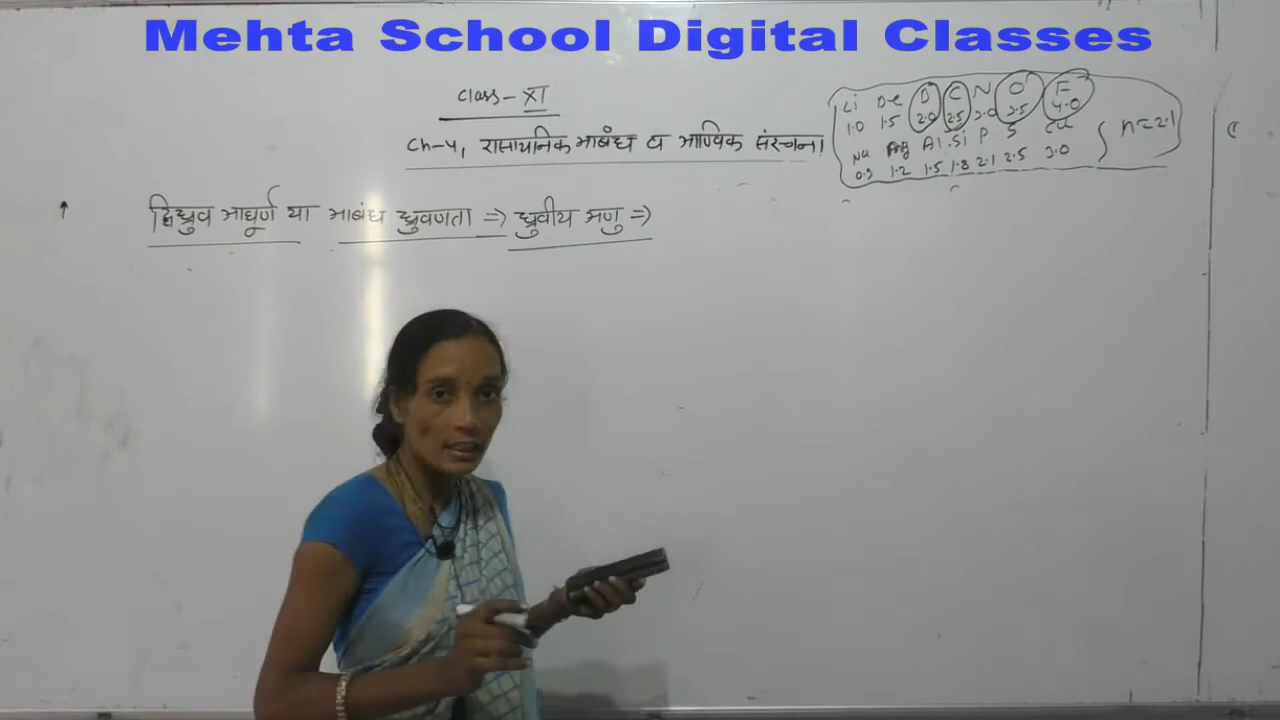 Mehta School Digital Classes
Class - XI
Ch-4, रासायनिक आबंध व आण्विक संरचना।
Li Be B C N O F
1.0 1.5 2.0 2.5 3.0 3.5 4.0
Na Mg Al Si P S Cl
0.9 1.2 1.5 1.8 2.1 2.5 3.0
H=2.1
द्विध्रुव आघूर्ण या आबंध ध्रुवणता => ध्रुवीय अणु =>